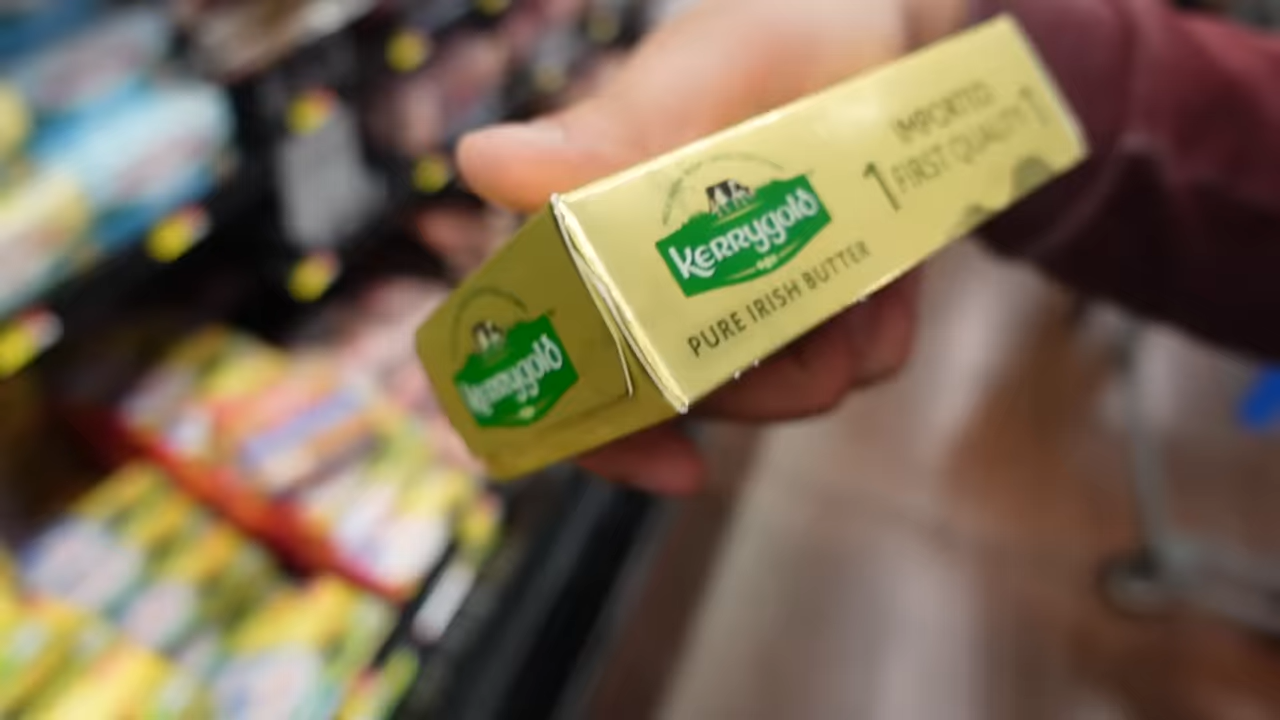 Kerrygold
PURE IRISH BUTTER
IMPORTED
1 FIRST QUALITY 1
Kerrygold